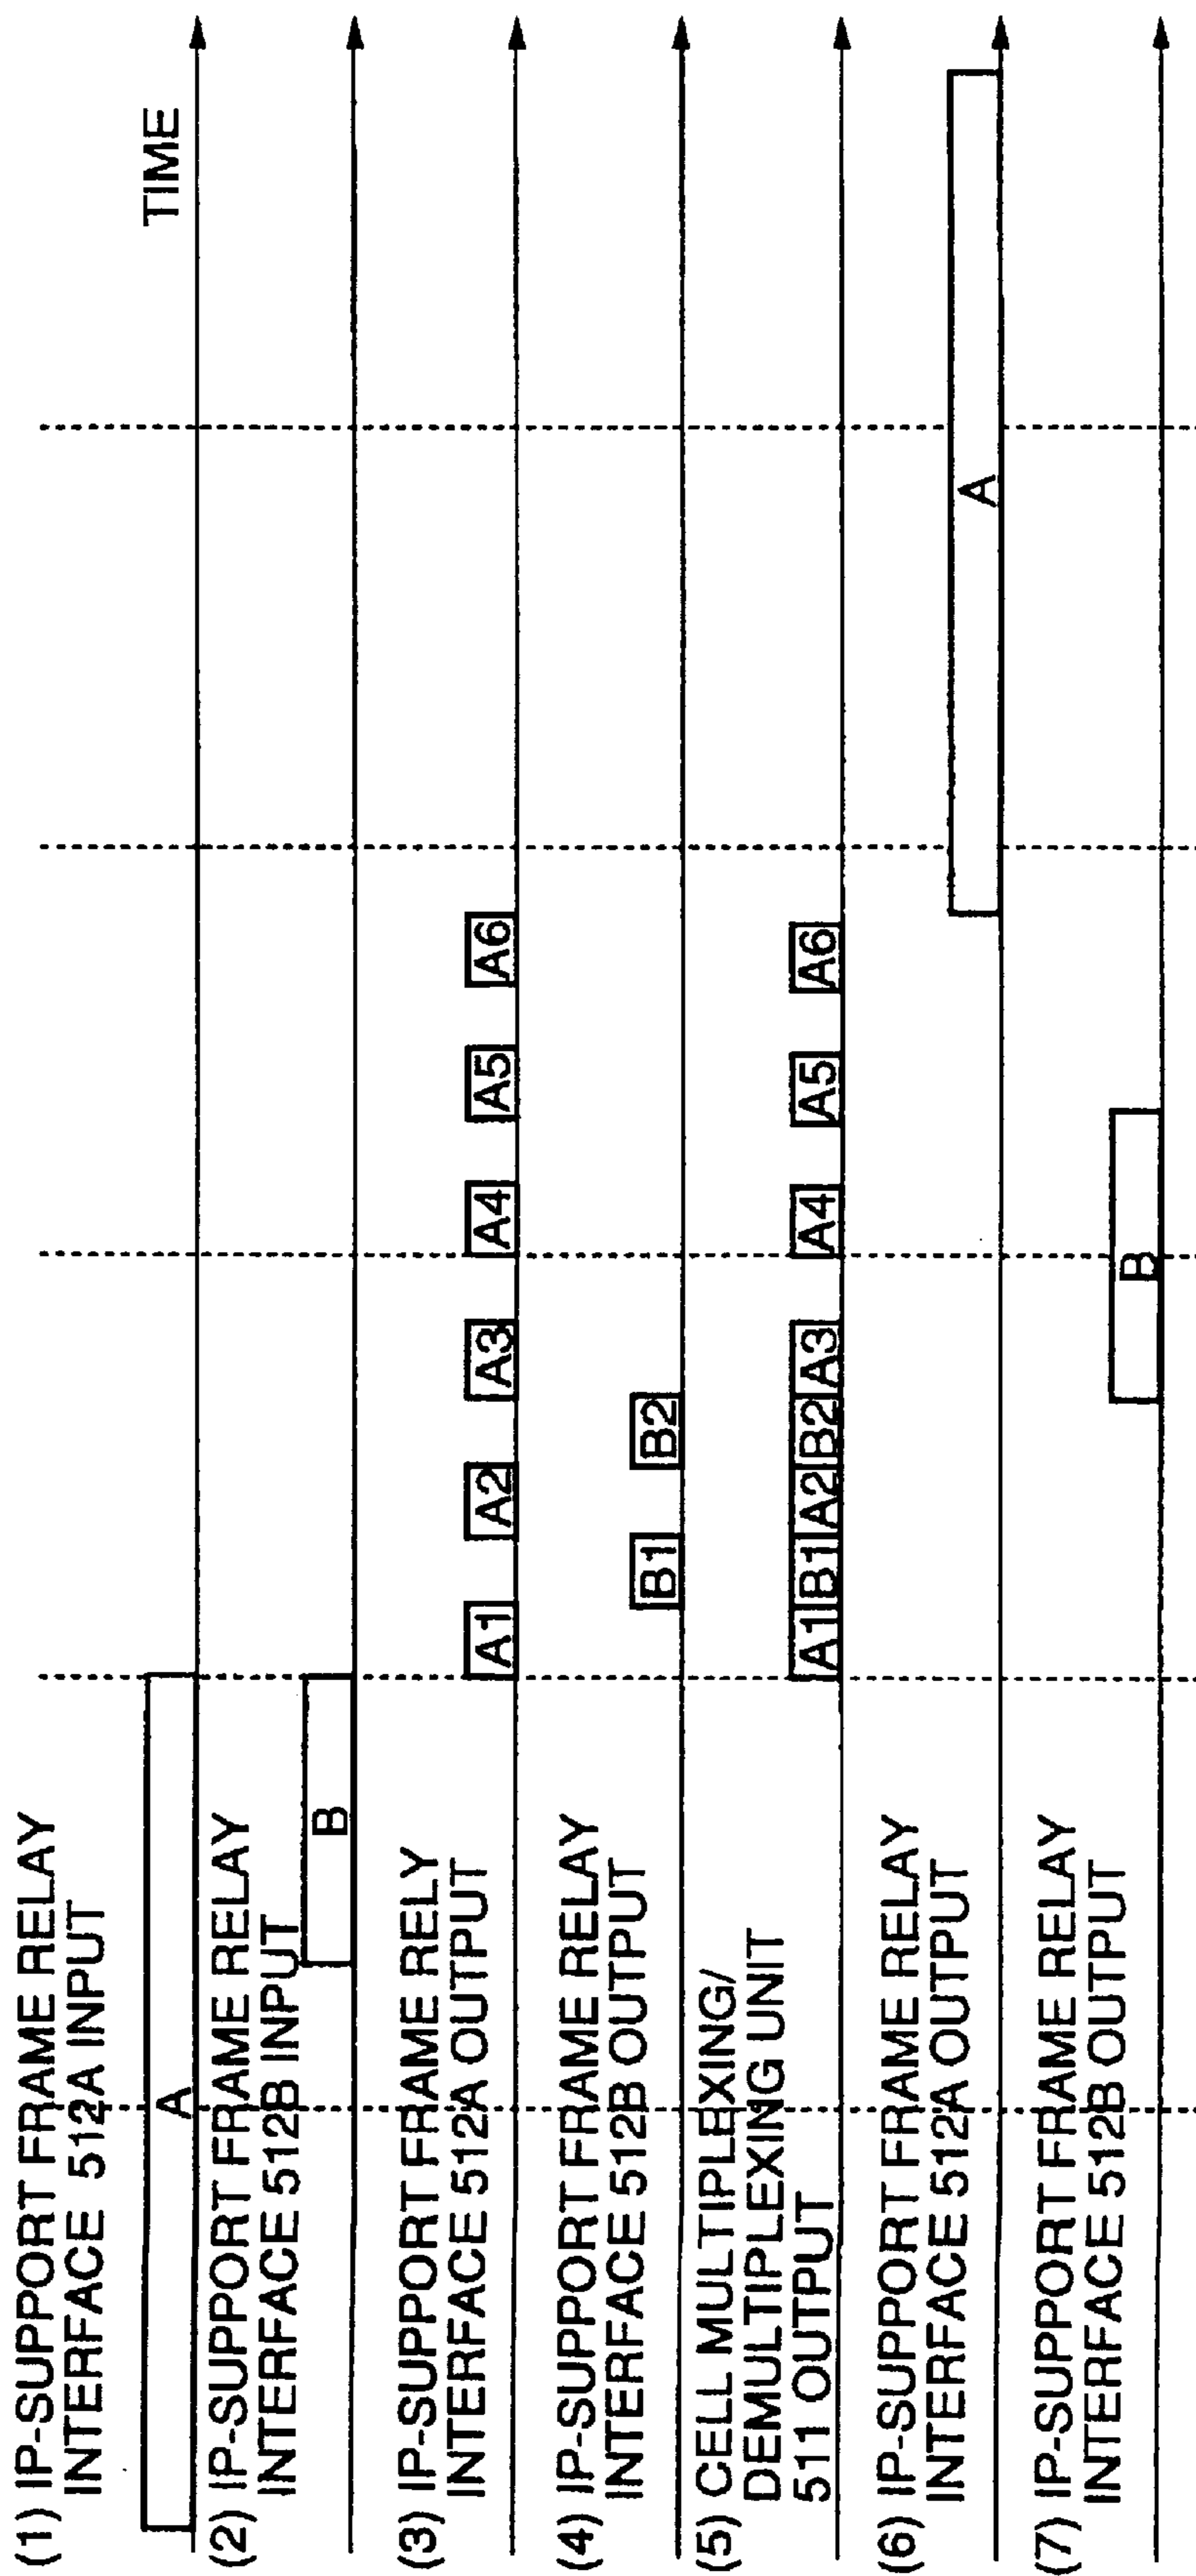 (1) IP-SUPPORT FRAME RELAY
INTERFACE 512A INPUT
TIME
A
(2) IP-SUPPORT FRAME RELAY
INTERFACE 512B INPUT
B
(3) IP-SUPPORT FRAME RELY
INTERFACE 512A OUTPUT
A1 A2 A3 A4 A5 A6
(4) IP-SUPPORT FRAME RELAY
INTERFACE 512B OUTPUT
B1 B2
(5) CELL MULTIPLEXING/
DEMULTIPLEXING UNIT
511 OUTPUT
A1 B1 A2 B2 A3 A4 A5 A6
(6) IP-SUPPORT FRAME RELAY
INTERFACE 512A OUTPUT
A
(7) IP-SUPPORT FRAME RELAY
INTERFACE 512B OUTPUT
B